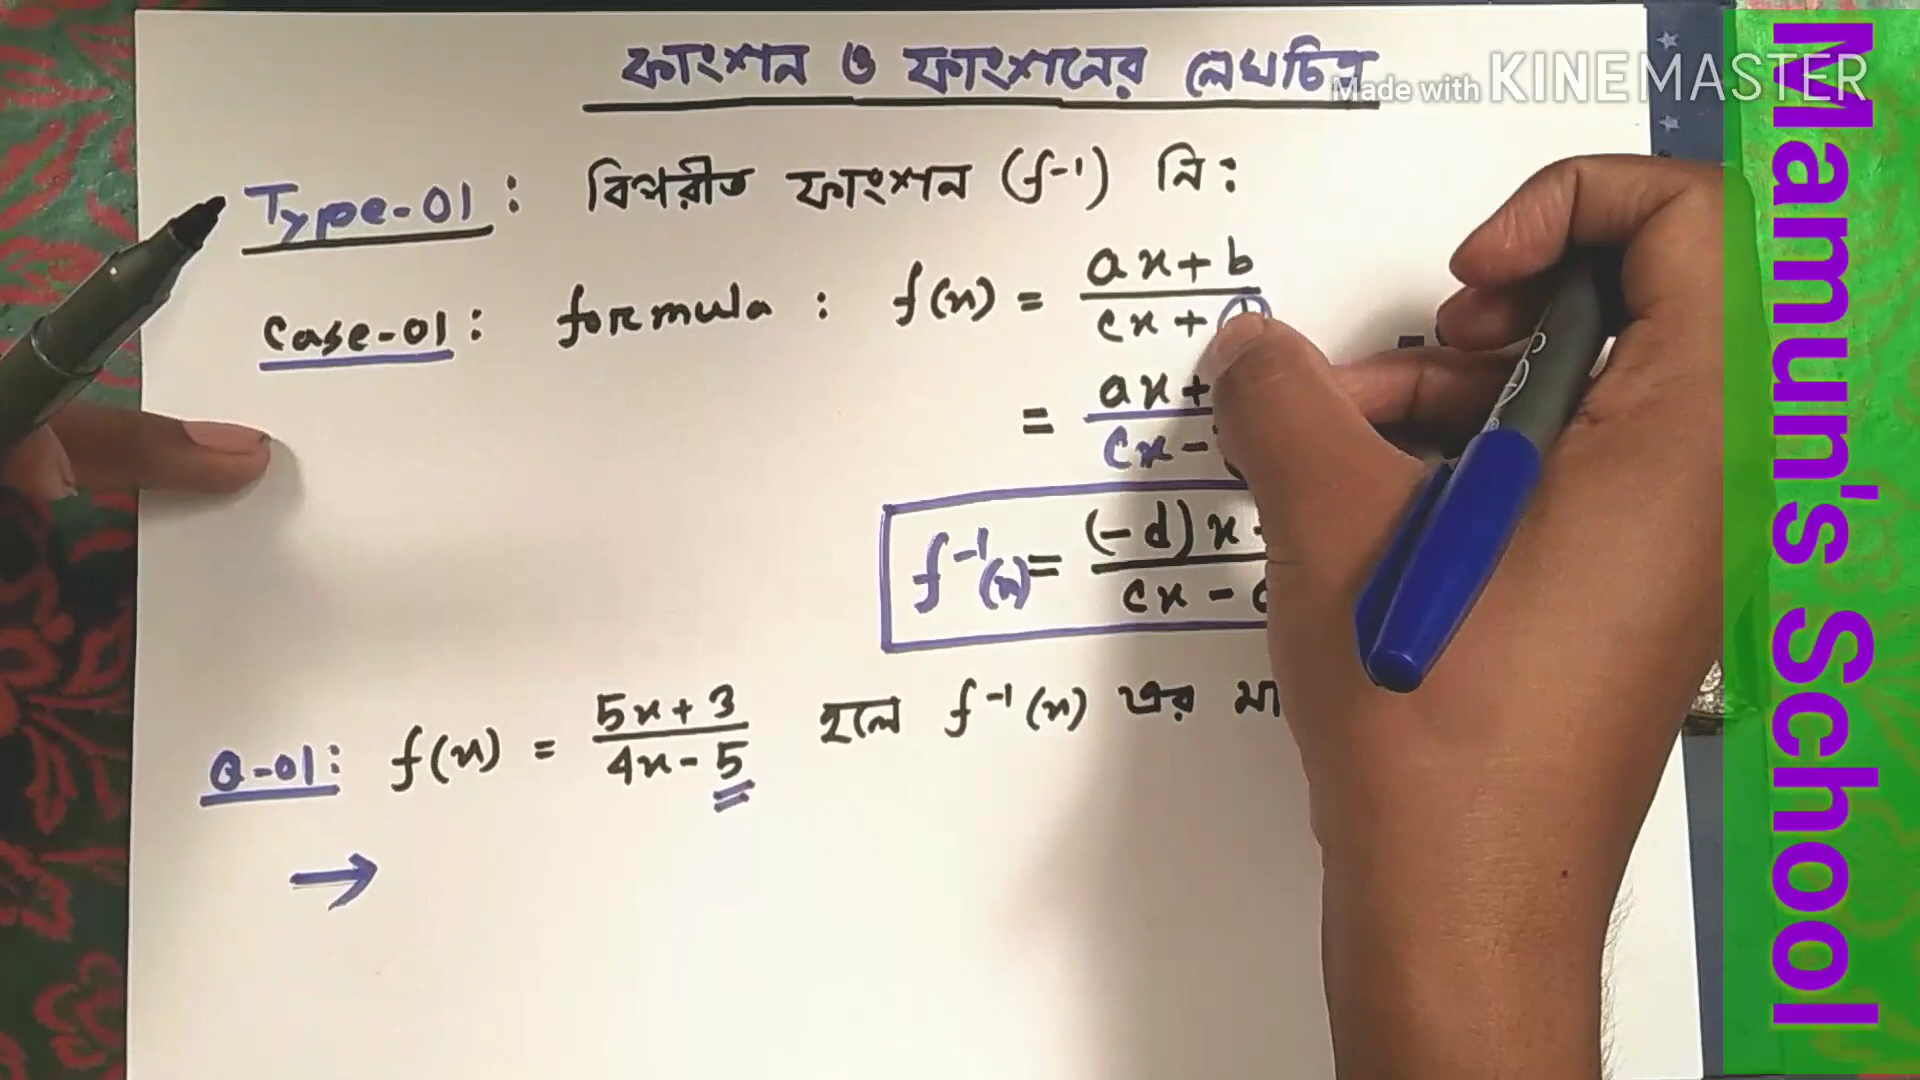 ফাংশন ও ফাংশনের লেখচিত্র
Made with KINEMASTER
Type-01 : বিপরীত ফাংশন (f⁻¹) নি:
Case-01 : formula : f(x) = (ax + b)/(cx +
= (ax +)/(cx -
f⁻¹(x) = ((-d)x -)/(cx -
Q-01: f(x) = (5x + 3)/(4x - 5) হলে f⁻¹(x) এর মা
→
Mamun's School